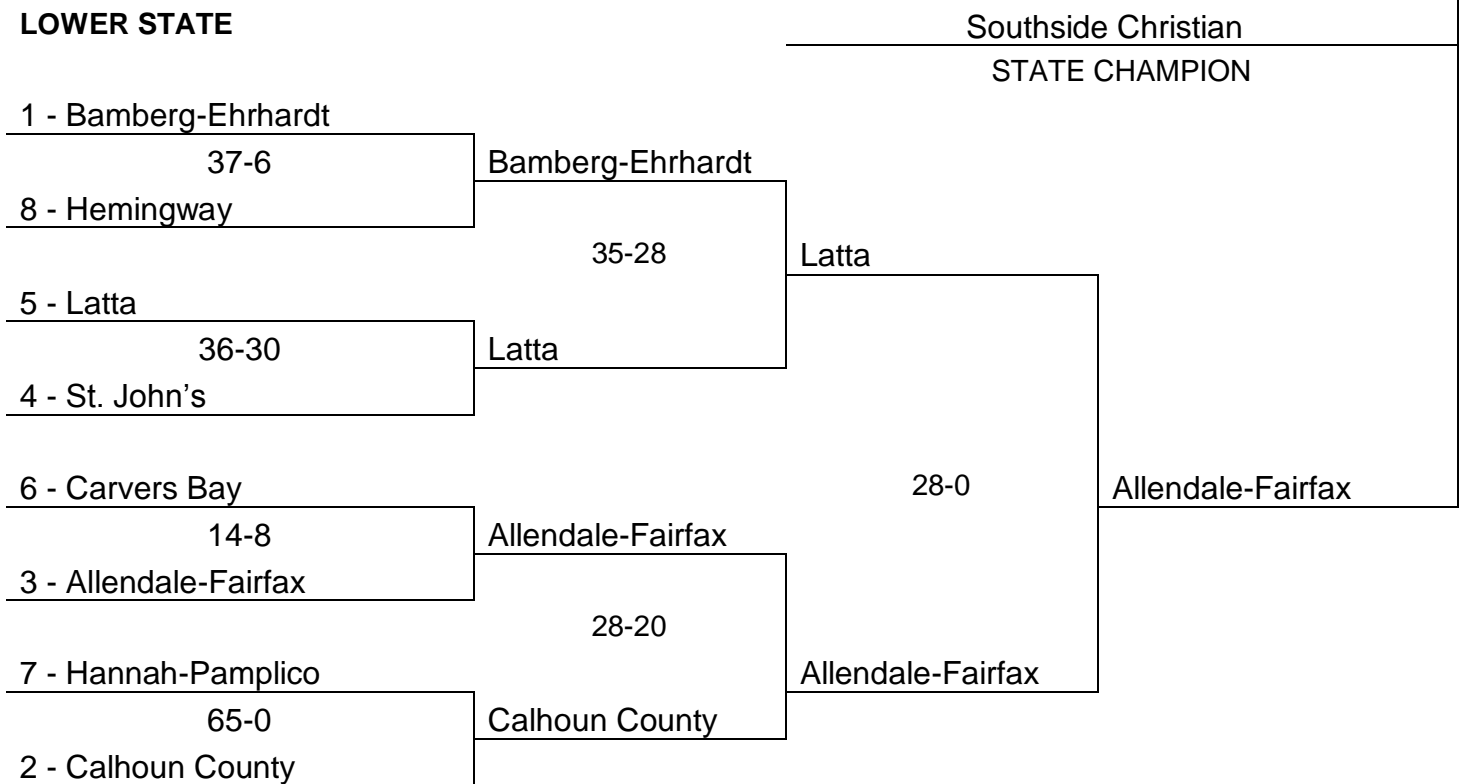 LOWER STATE
Southside Christian
STATE CHAMPION
1 - Bamberg-Ehrhardt
37-6
Bamberg-Ehrhardt
8 - Hemingway
35-28
Latta
5 - Latta
36-30
Latta
4 - St. John’s
6 - Carvers Bay
28-0
Allendale-Fairfax
14-8
Allendale-Fairfax
3 - Allendale-Fairfax
28-20
7 - Hannah-Pamplico
Allendale-Fairfax
65-0
Calhoun County
2 - Calhoun County